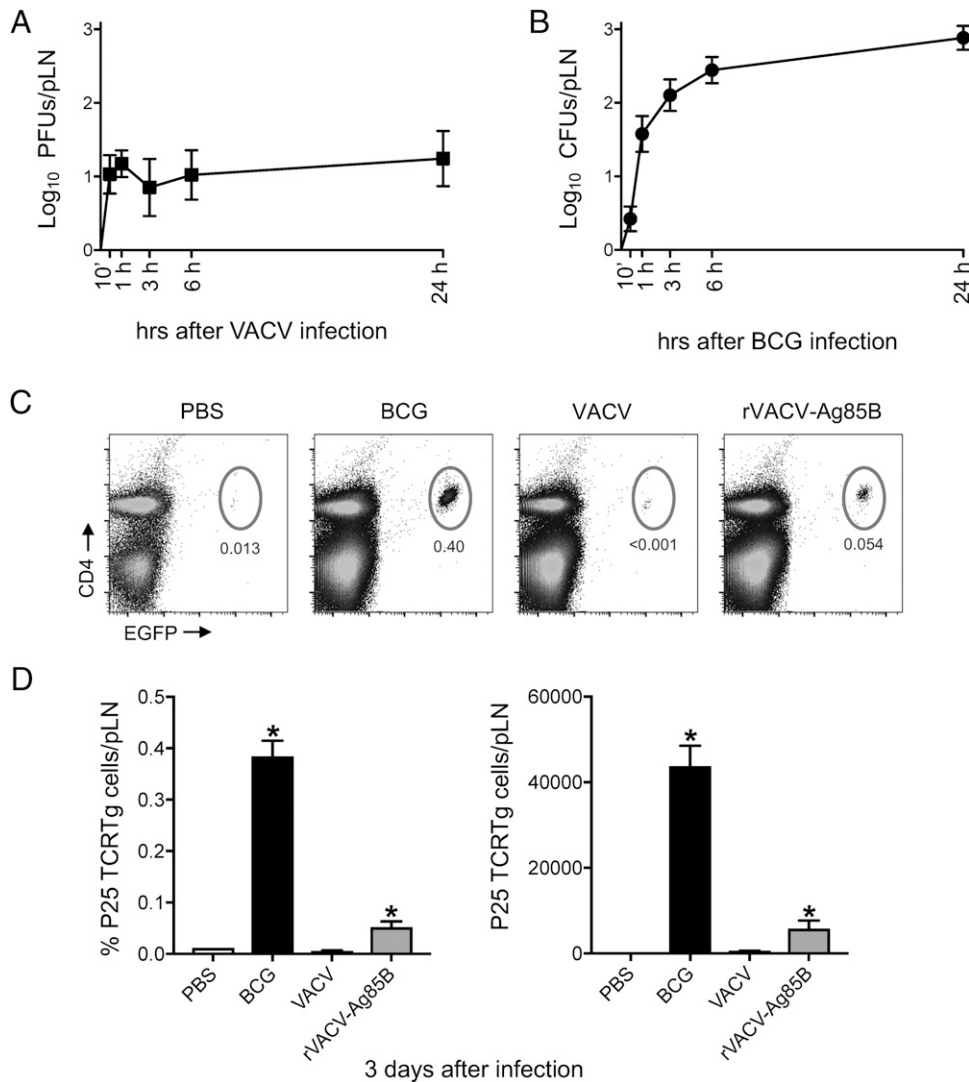 A
Log10 PFUs/pLN
3
2
1
0
10'
1 h
3 h
6 h
24 h
hrs after VACV infection
B
Log10 CFUs/pLN
3
2
1
0
10'
1 h
3 h
6 h
24 h
hrs after BCG infection
C
PBS
BCG
VACV
rVACV-Ag85B
0.013
0.40
<0.001
0.054
CD4
EGFP
D
% P25 TCRTg cells/pLN
0.5
0.4
0.3
0.2
0.1
0.0
*
*
PBS
BCG
VACV
rVACV-Ag85B
P25 TCRTg cells/pLN
60000
40000
20000
0
*
*
PBS
BCG
VACV
rVACV-Ag85B
3 days after infection